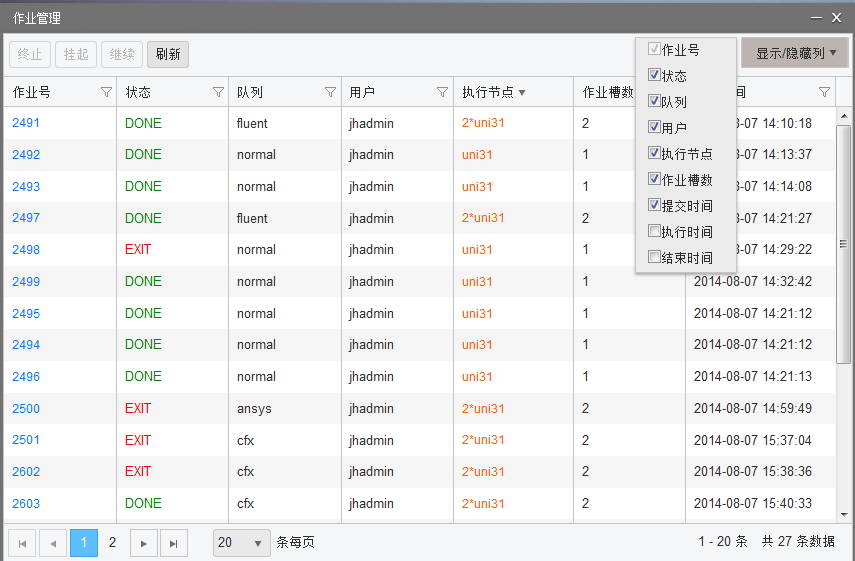 作业管理
终止 挂起 继续 刷新 显示/隐藏列
作业号
状态
队列
用户
执行节点
作业槽数
提交时间
执行时间
结束时间
作业号 状态 队列 用户 执行节点 作业槽数 间
2491 DONE fluent jhadmin 2*uni31 2 8-07 14:10:18
2492 DONE normal jhadmin uni31 1 8-07 14:13:37
2493 DONE normal jhadmin uni31 1 8-07 14:14:08
2497 DONE fluent jhadmin 2*uni31 2 8-07 14:21:27
2498 EXIT normal jhadmin uni31 1 8-07 14:29:22
2499 DONE normal jhadmin uni31 1 2014-08-07 14:32:42
2495 DONE normal jhadmin uni31 1 2014-08-07 14:21:12
2494 DONE normal jhadmin uni31 1 2014-08-07 14:21:12
2496 DONE normal jhadmin uni31 1 2014-08-07 14:21:13
2500 EXIT ansys jhadmin 2*uni31 2 2014-08-07 14:59:49
2501 EXIT cfx jhadmin 2*uni31 2 2014-08-07 15:37:04
2602 EXIT cfx jhadmin 2*uni31 2 2014-08-07 15:38:36
2603 DONE cfx jhadmin 2*uni31 2 2014-08-07 15:40:33
1 2 20 条每页 1 - 20 条 共 27 条数据